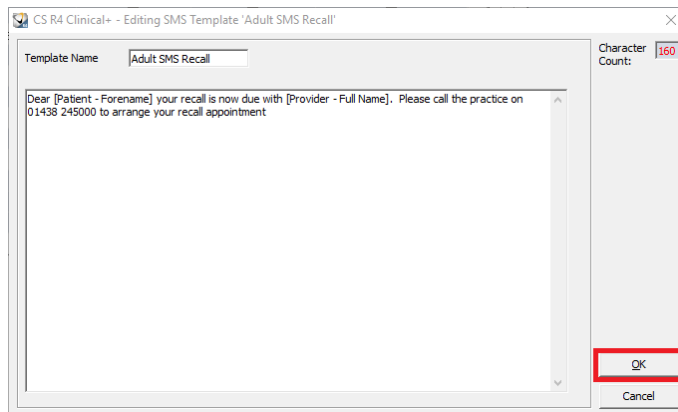 CS R4 Clinical+ - Editing SMS Template 'Adult SMS Recall'
Template Name
Adult SMS Recall
Character Count:
160
Dear [Patient - Forename] your recall is now due with [Provider - Full Name].  Please call the practice on
01438 245000 to arrange your recall appointment
OK
Cancel